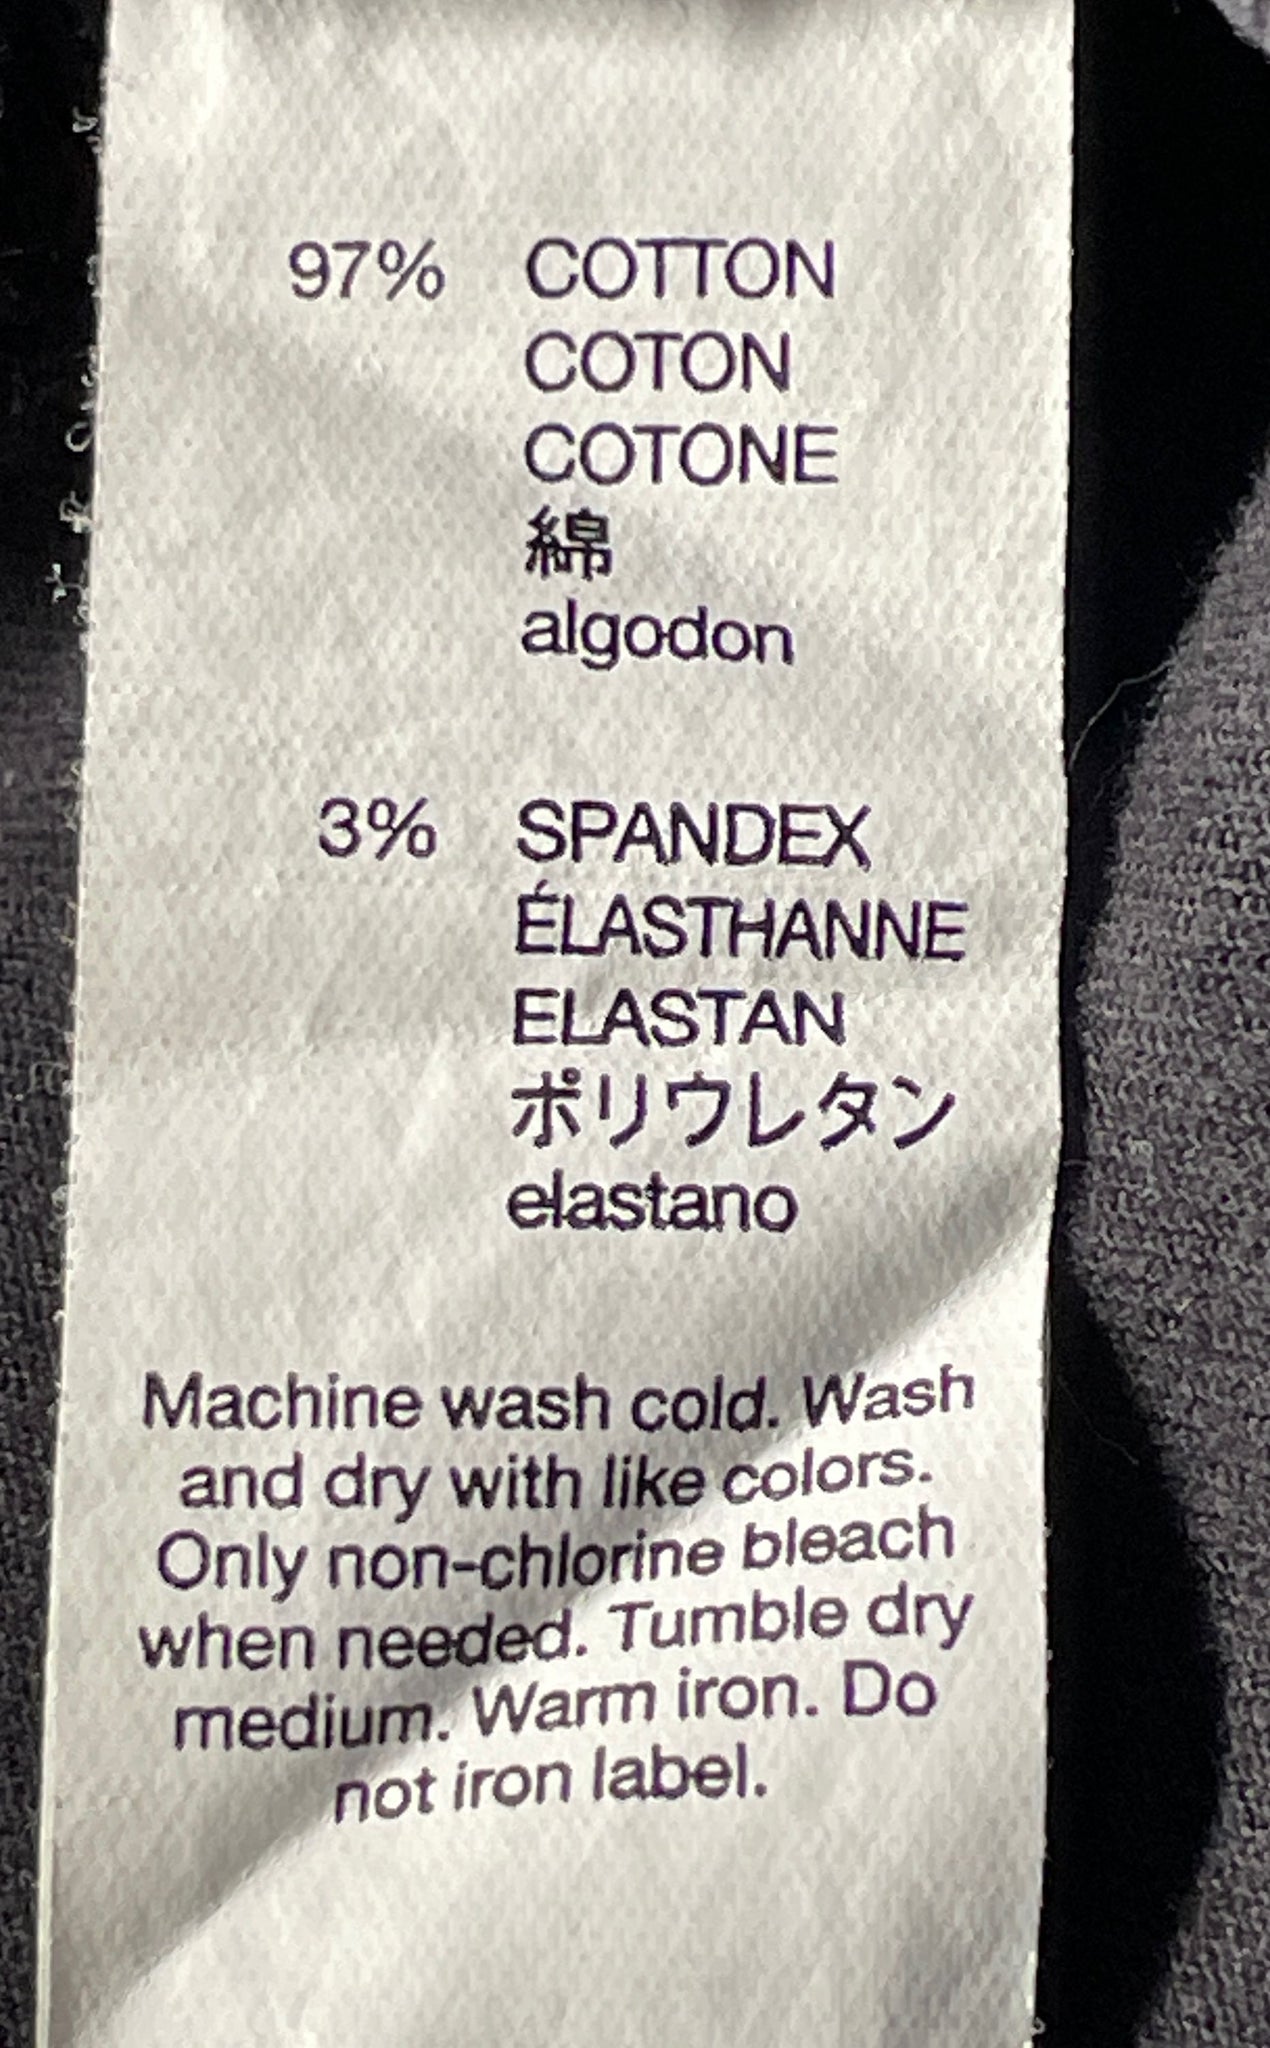 97% COTTON
COTON
COTONE
綿
algodon
3% SPANDEX
ÉLASTHANNE
ELASTAN
ポリウレタン
elastano
Machine wash cold. Wash
and dry with like colors.
Only non-chlorine bleach
when needed. Tumble dry
medium. Warm iron. Do
not iron label.